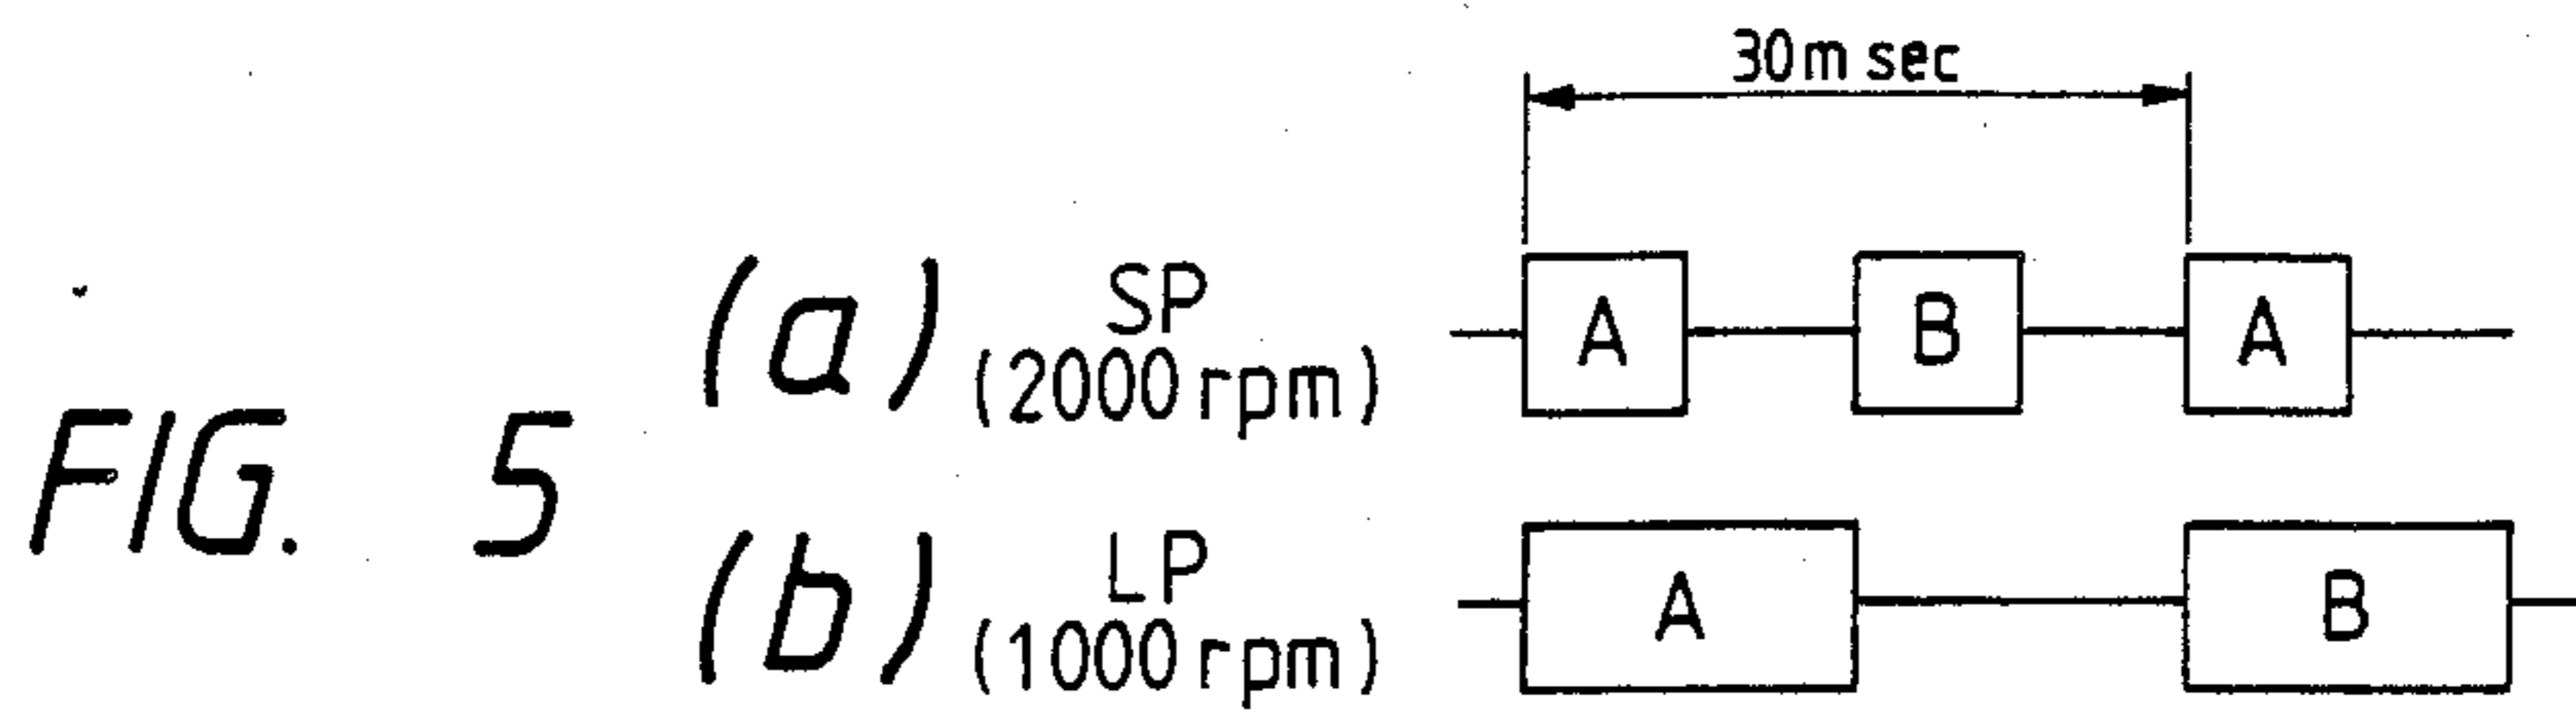 30m sec
(a) SP
(2000 rpm)
A B A
FIG. 5
(b) LP
(1000 rpm)
A B